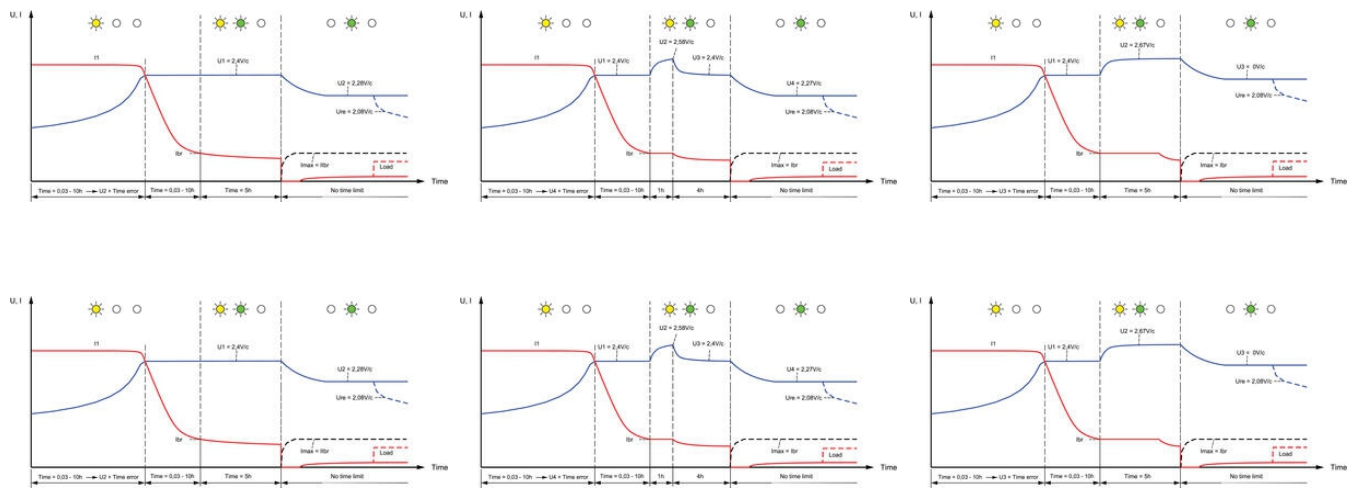 U, I
I1
U1 = 2,4V/c
U2 = 2,28V/c
Ure = 2,08V/c
Ibr
Imax = Ibr
Load
Time
Time = 0,03 - 10h → U2 = Time error
Time = 0,03 - 10h
Time = 5h
No time limit
U, I
I1
U2 = 2,58V/c
U1 = 2,4V/c
U3 = 2,4V/c
U4 = 2,27V/c
Ure = 2,08V/c
Ibr
Imax = Ibr
Load
Time
Time = 0,03 - 10h → U4 = Time error
Time = 0,03 - 10h
1h
4h
No time limit
U, I
I1
U2 = 2,67V/c
U1 = 2,4V/c
U3 = 0V/c
Ure = 2,08V/c
Ibr
Imax = Ibr
Load
Time
Time = 0,03 - 10h → U3 = Time error
Time = 0,03 - 10h
Time = 5h
No time limit
U, I
I1
U1 = 2,4V/c
U2 = 2,28V/c
Ure = 2,08V/c
Ibr
Imax = Ibr
Load
Time
Time = 0,03 - 10h → U2 = Time error
Time = 0,03 - 10h
Time = 5h
No time limit
U, I
I1
U2 = 2,58V/c
U1 = 2,4V/c
U3 = 2,4V/c
U4 = 2,27V/c
Ure = 2,08V/c
Ibr
Imax = Ibr
Load
Time
Time = 0,03 - 10h → U4 = Time error
Time = 0,03 - 10h
1h
4h
No time limit
U, I
I1
U2 = 2,67V/c
U1 = 2,4V/c
U3 = 0V/c
Ure = 2,08V/c
Ibr
Imax = Ibr
Load
Time
Time = 0,03 - 10h → U3 = Time error
Time = 0,03 - 10h
Time = 5h
No time limit